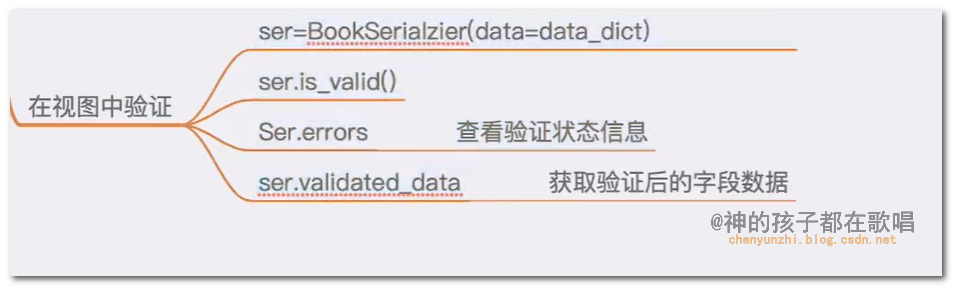 ser=BookSerialzier(data=data_dict)
ser.is_valid()
在视图中验证
Ser.errors 查看验证状态信息
ser.validated_data 获取验证后的字段数据
@神的孩子都在歌唱
chenyunzhi.blog.csdn.net